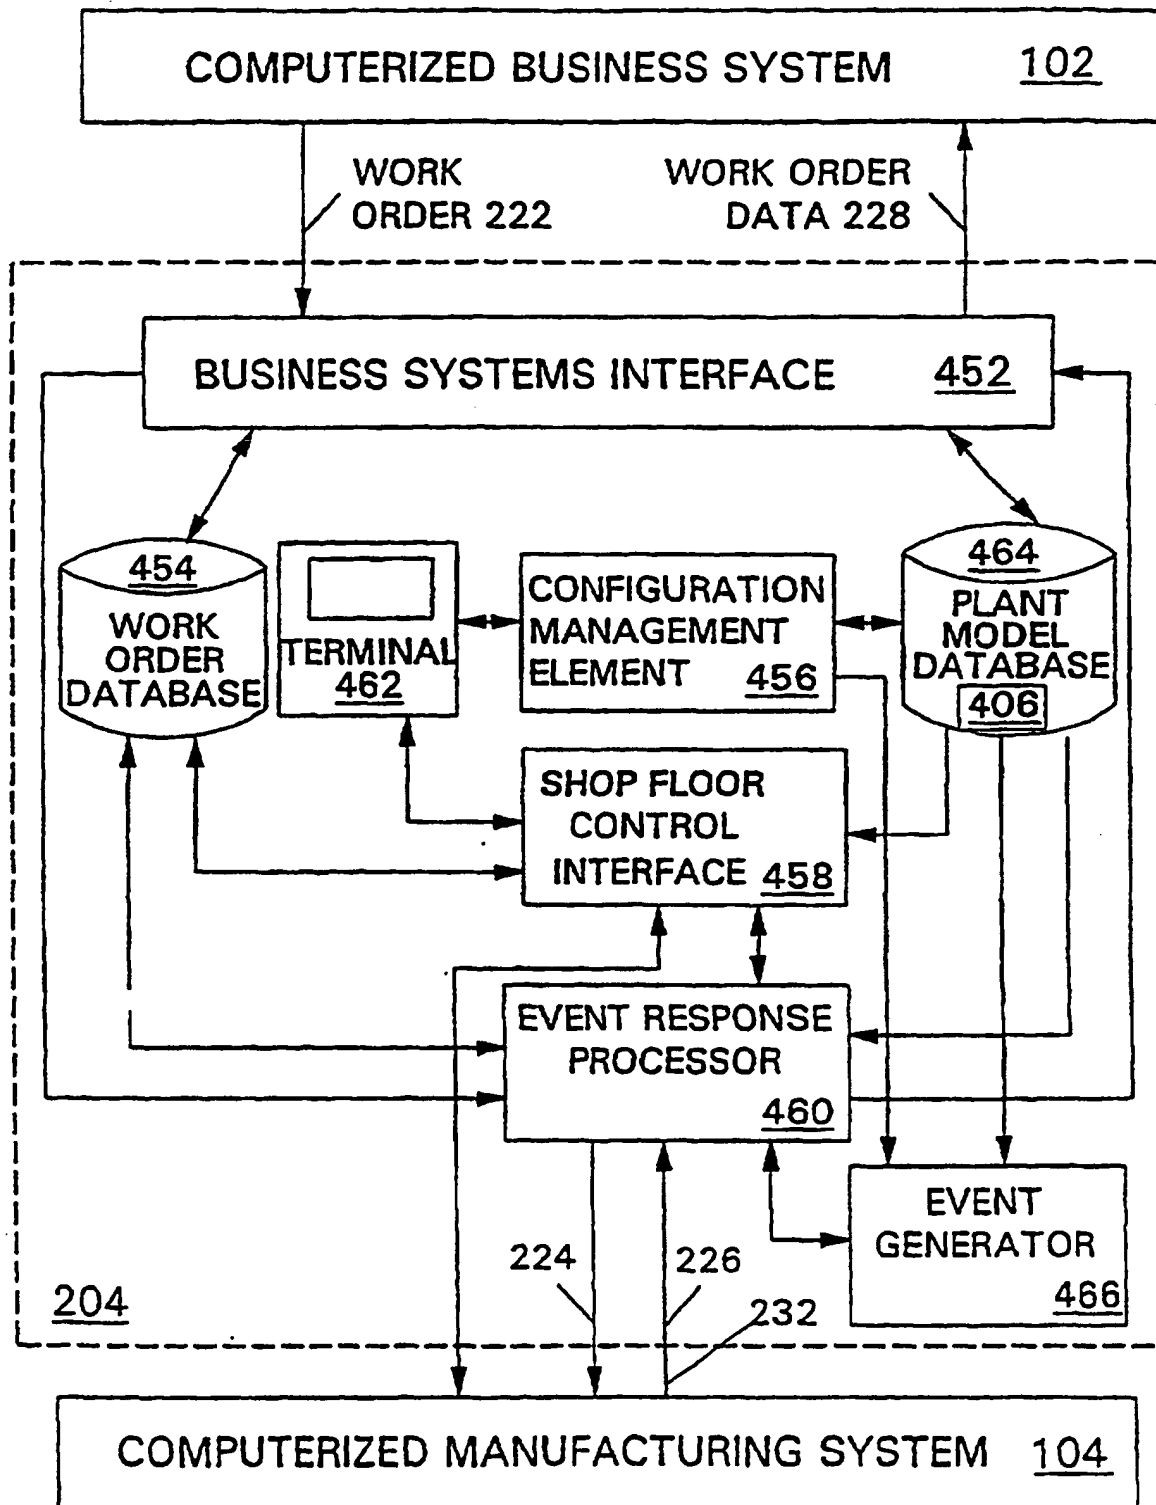 COMPUTERIZED BUSINESS SYSTEM 102
WORK
ORDER 222
WORK ORDER
DATA 228
BUSINESS SYSTEMS INTERFACE 452
454
WORK
ORDER
DATABASE
TERMINAL
462
CONFIGURATION
MANAGEMENT
ELEMENT 456
464
PLANT
MODEL
DATABASE
406
SHOP FLOOR
CONTROL
INTERFACE 458
EVENT RESPONSE
PROCESSOR
460
EVENT
GENERATOR
466
224
226
232
204
COMPUTERIZED MANUFACTURING SYSTEM 104